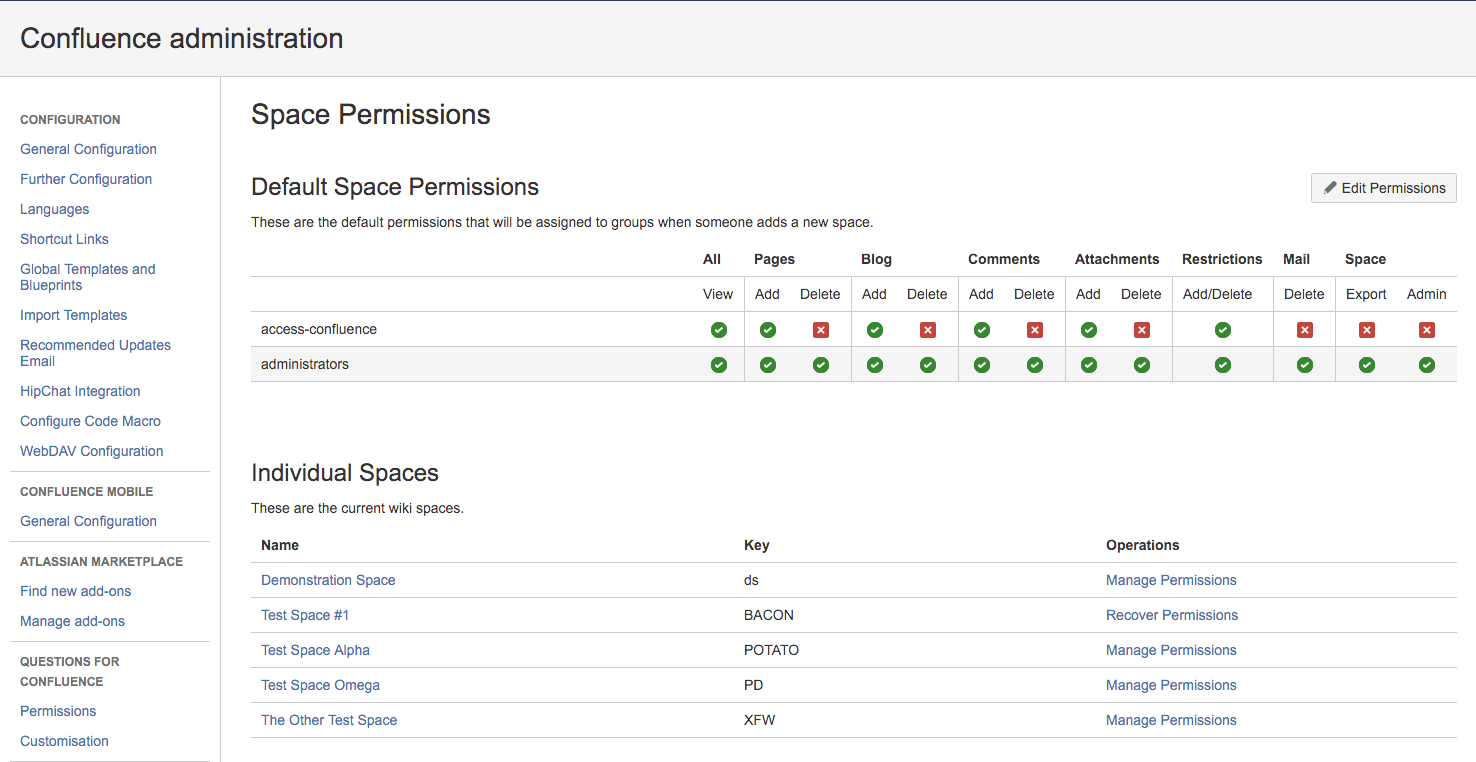 Confluence administration
CONFIGURATION
General Configuration
Further Configuration
Languages
Shortcut Links
Global Templates and
Blueprints
Import Templates
Recommended Updates
Email
HipChat Integration
Configure Code Macro
WebDAV Configuration
CONFLUENCE MOBILE
General Configuration
ATLASSIAN MARKETPLACE
Find new add-ons
Manage add-ons
QUESTIONS FOR
CONFLUENCE
Permissions
Customisation
Space Permissions
Default Space Permissions
Edit Permissions
These are the default permissions that will be assigned to groups when someone adds a new space.
All Pages Blog Comments Attachments Restrictions Mail Space
View Add Delete Add Delete Add Delete Add Delete Add/Delete Delete Export Admin
access-confluence
administrators
Individual Spaces
These are the current wiki spaces.
Name Key Operations
Demonstration Space ds Manage Permissions
Test Space #1 BACON Recover Permissions
Test Space Alpha POTATO Manage Permissions
Test Space Omega PD Manage Permissions
The Other Test Space XFW Manage Permissions